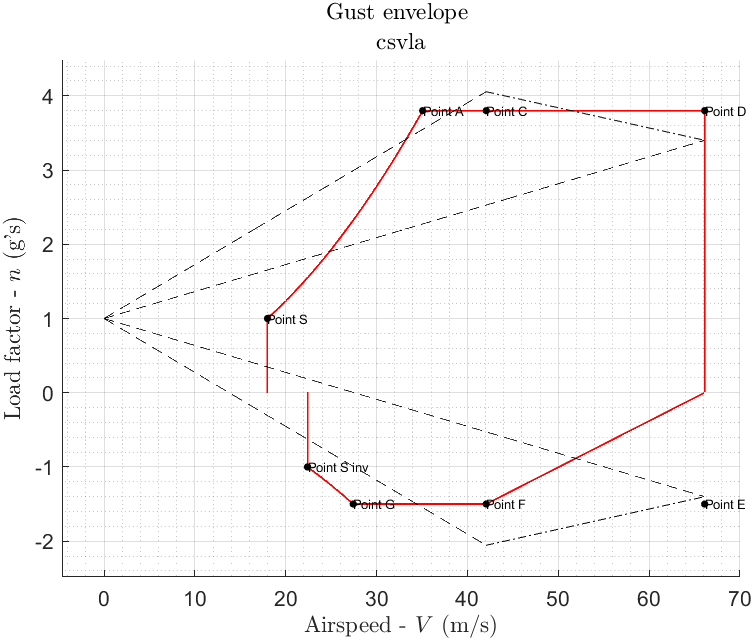 Gust envelope
csvla
4
3
2
1
0
-1
-2
Load factor - n (g's)
Point A
Point C
Point D
Point S
Point S inv
Point G
Point F
Point E
0
10
20
30
40
50
60
70
Airspeed - V (m/s)